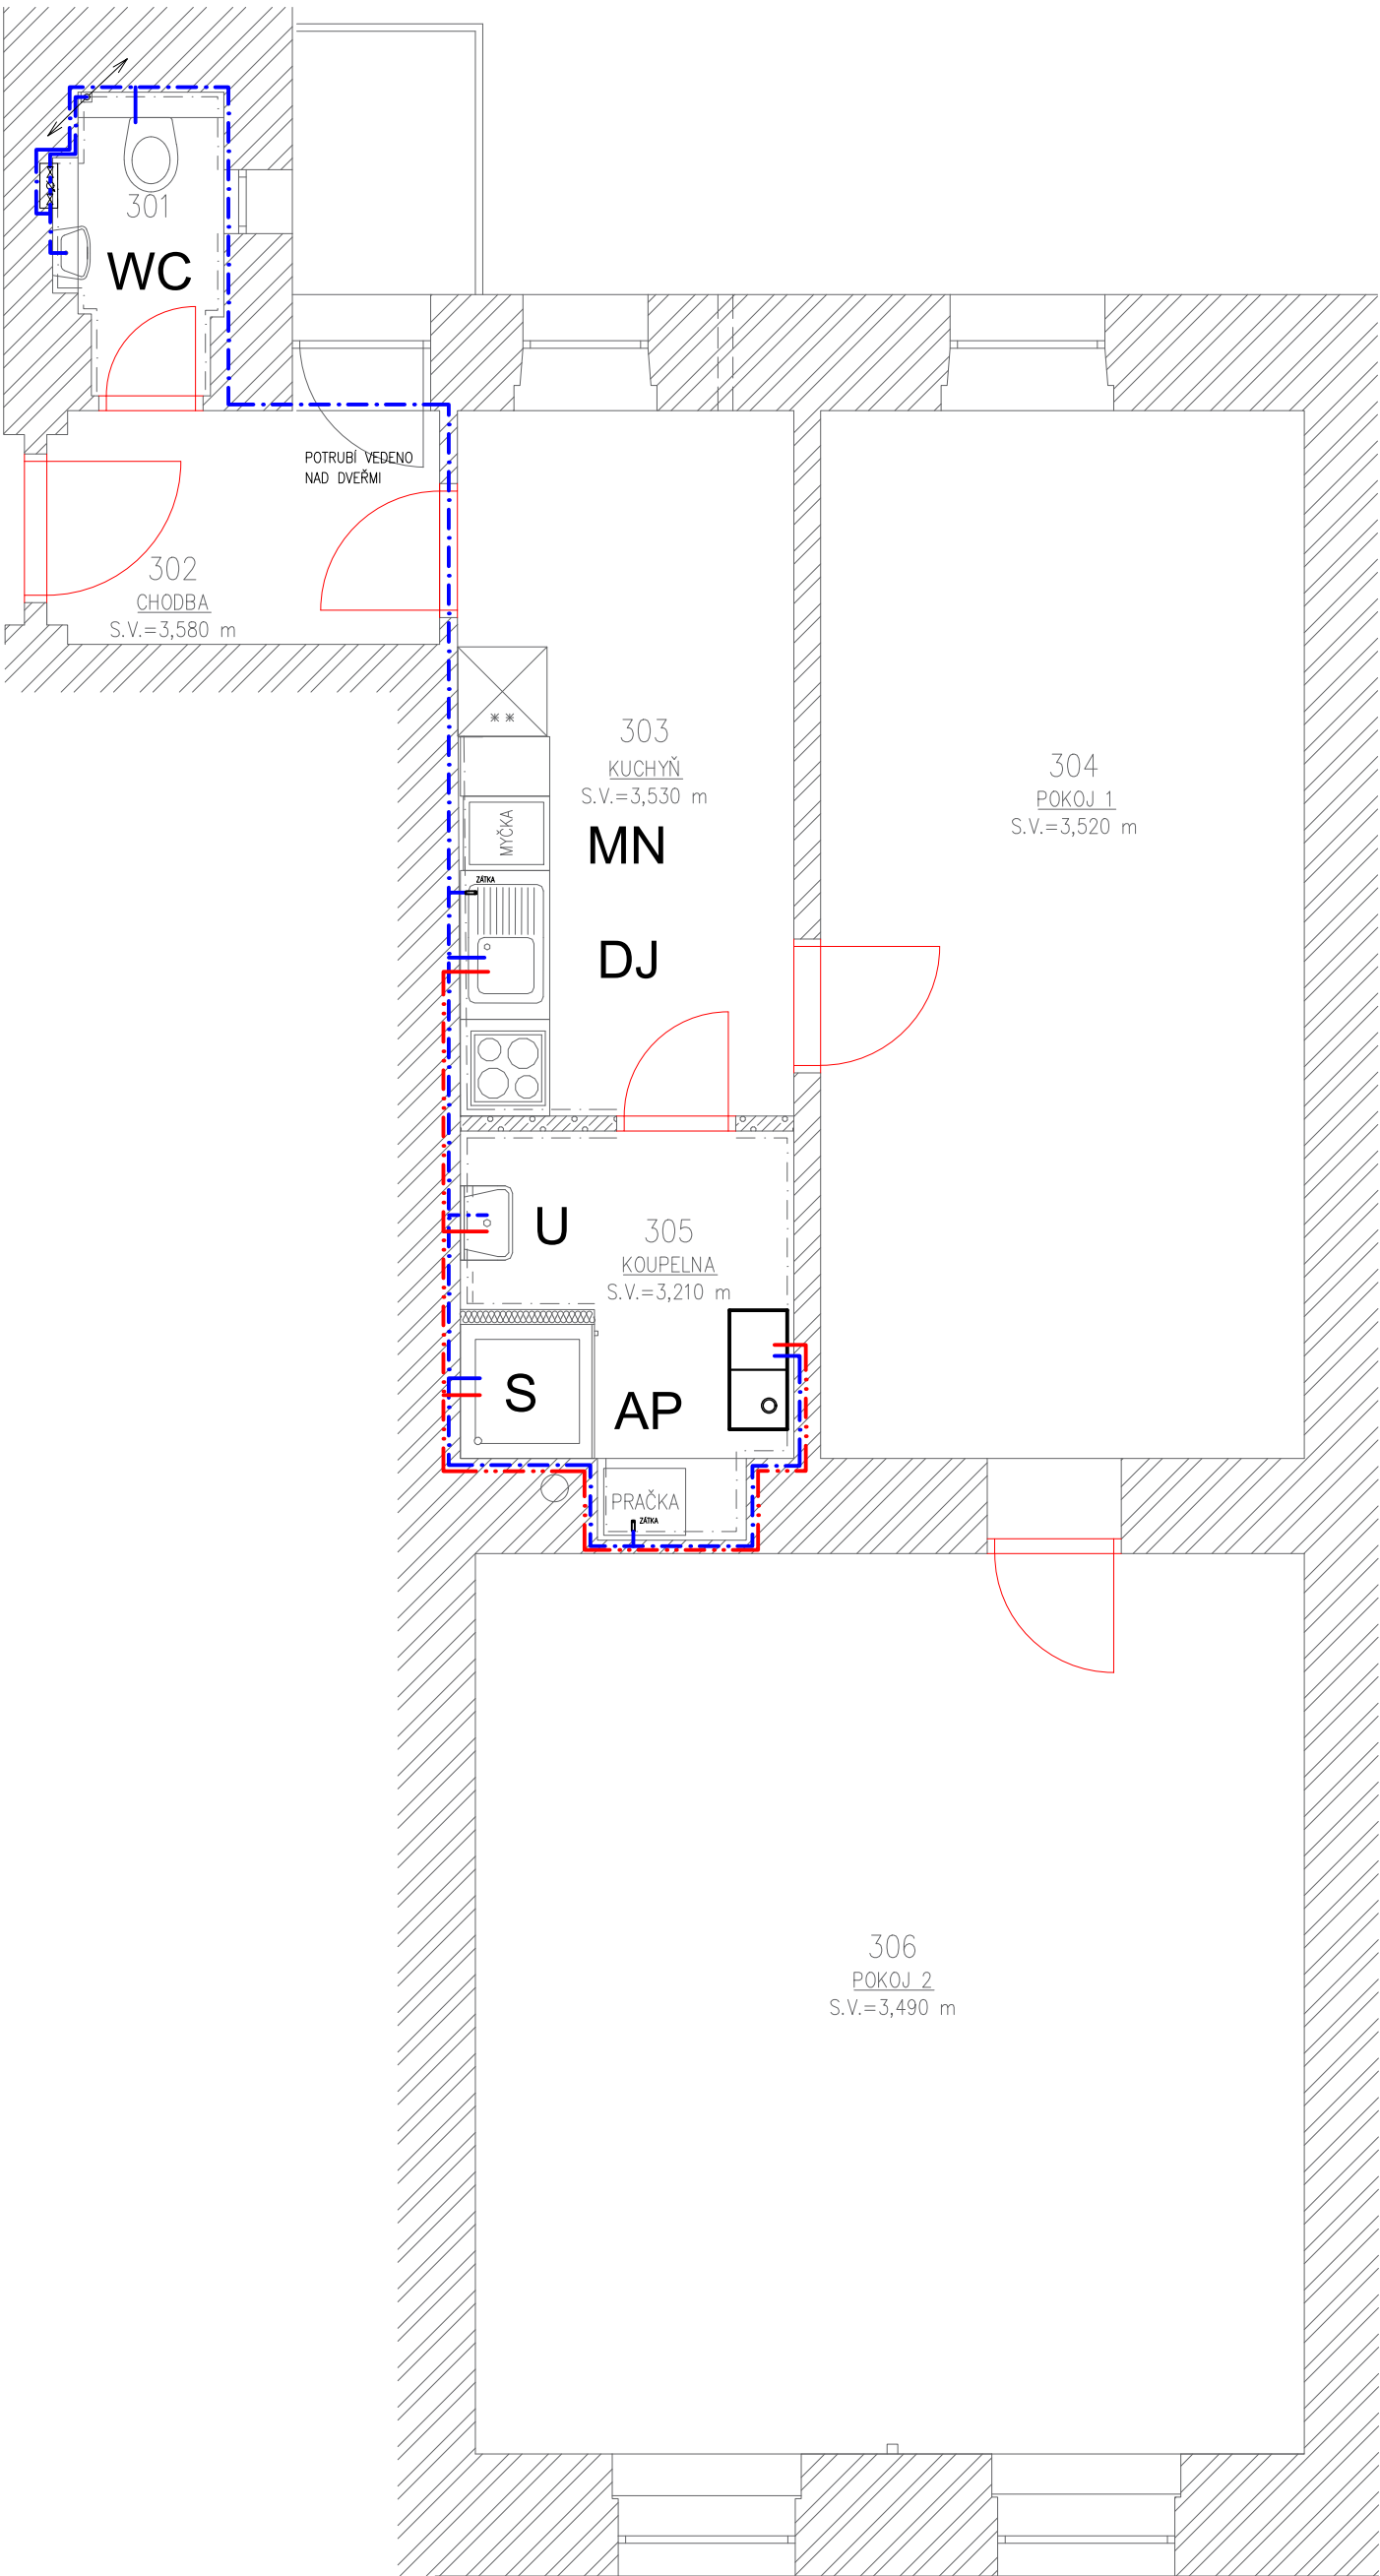 301
WC
POTRUBÍ VEDENO
NAD DVEŘMI
302
CHODBA
S.V.=3,580 m
303
KUCHYŇ
S.V.=3,530 m
304
POKOJ 1
S.V.=3,520 m
MYČKA
MN
ZÁTKA
DJ
U
305
KOUPELNA
S.V.=3,210 m
S
AP
PRAČKA
ZÁTKA
306
POKOJ 2
S.V.=3,490 m